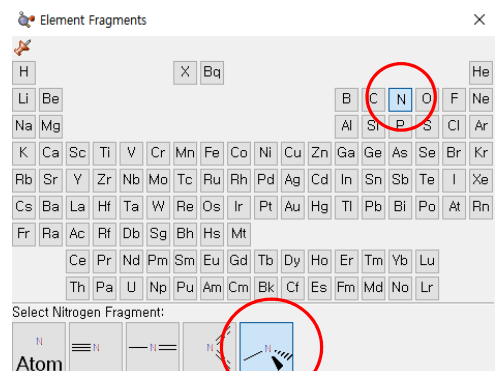 Element Fragments
H X Bq He
Li Be B C N O F Ne
Na Mg Al Si P S Cl Ar
K Ca Sc Ti V Cr Mn Fe Co Ni Cu Zn Ga Ge As Se Br Kr
Rb Sr Y Zr Nb Mo Tc Ru Rh Pd Ag Cd In Sn Sb Te I Xe
Cs Ba La Hf Ta W Re Os Ir Pt Au Hg Tl Pb Bi Po At Rn
Fr Ra Ac Rf Db Sg Bh Hs Mt
Ce Pr Nd Pm Sm Eu Gd Tb Dy Ho Er Tm Yb Lu
Th Pa U Np Pu Am Cm Bk Cf Es Fm Md No Lr
Select Nitrogen Fragment:
N N N N N
Atom